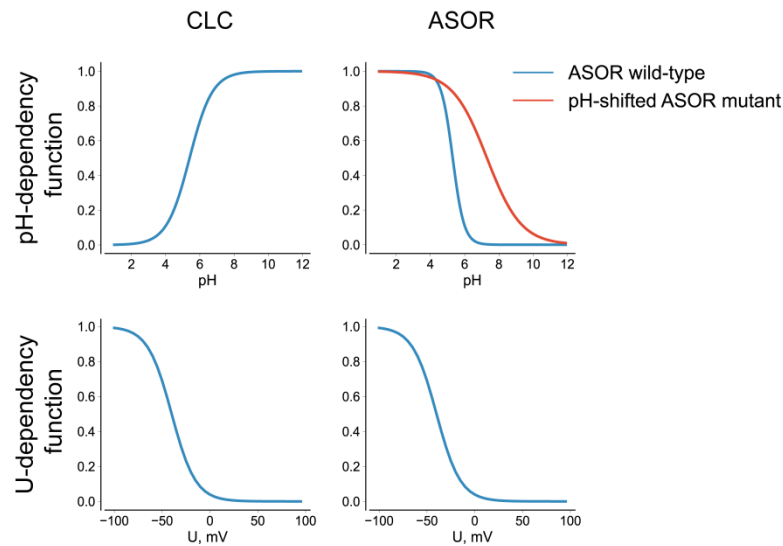 CLC
ASOR
pH-dependency
function
1.0
0.8
0.6
0.4
0.2
0.0
2 4 6 8 10 12
pH
1.0
0.8
0.6
0.4
0.2
0.0
2 4 6 8 10 12
pH
ASOR wild-type
pH-shifted ASOR mutant
U-dependency
function
1.0
0.8
0.6
0.4
0.2
0.0
−100 −50 0 50 100
U, mV
1.0
0.8
0.6
0.4
0.2
0.0
−100 −50 0 50 100
U, mV